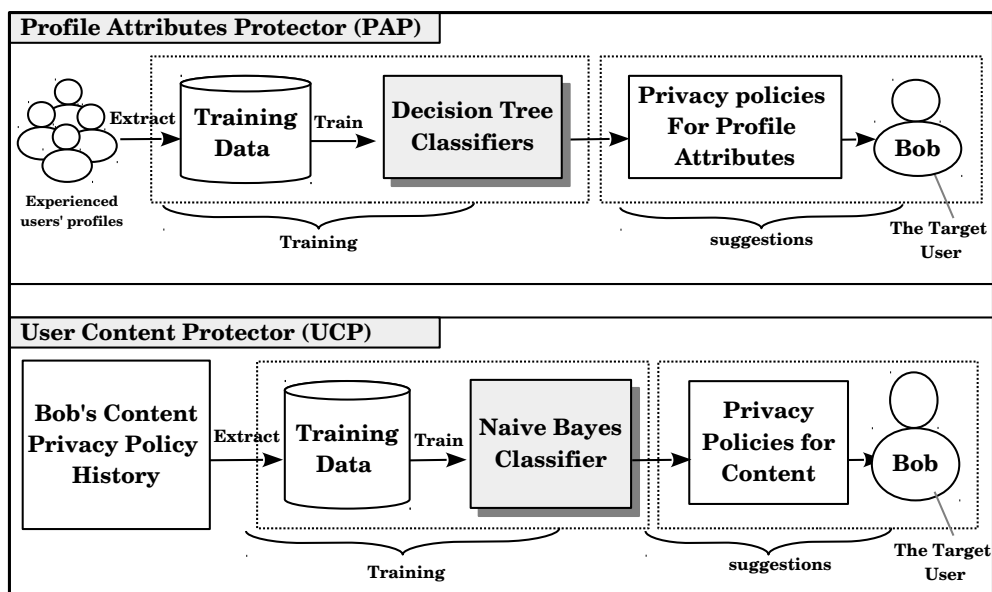 Profile Attributes Protector (PAP)
Extract
Training
Data
Train
Decision Tree
Classifiers
Privacy policies
For Profile
Attributes
Bob
Experienced
users' profiles
Training
suggestions
The Target
User
User Content Protector (UCP)
Bob's Content
Privacy Policy
History
Extract
Training
Data
Train
Naive Bayes
Classifier
Privacy
Policies for
Content
Bob
Training
suggestions
The Target
User